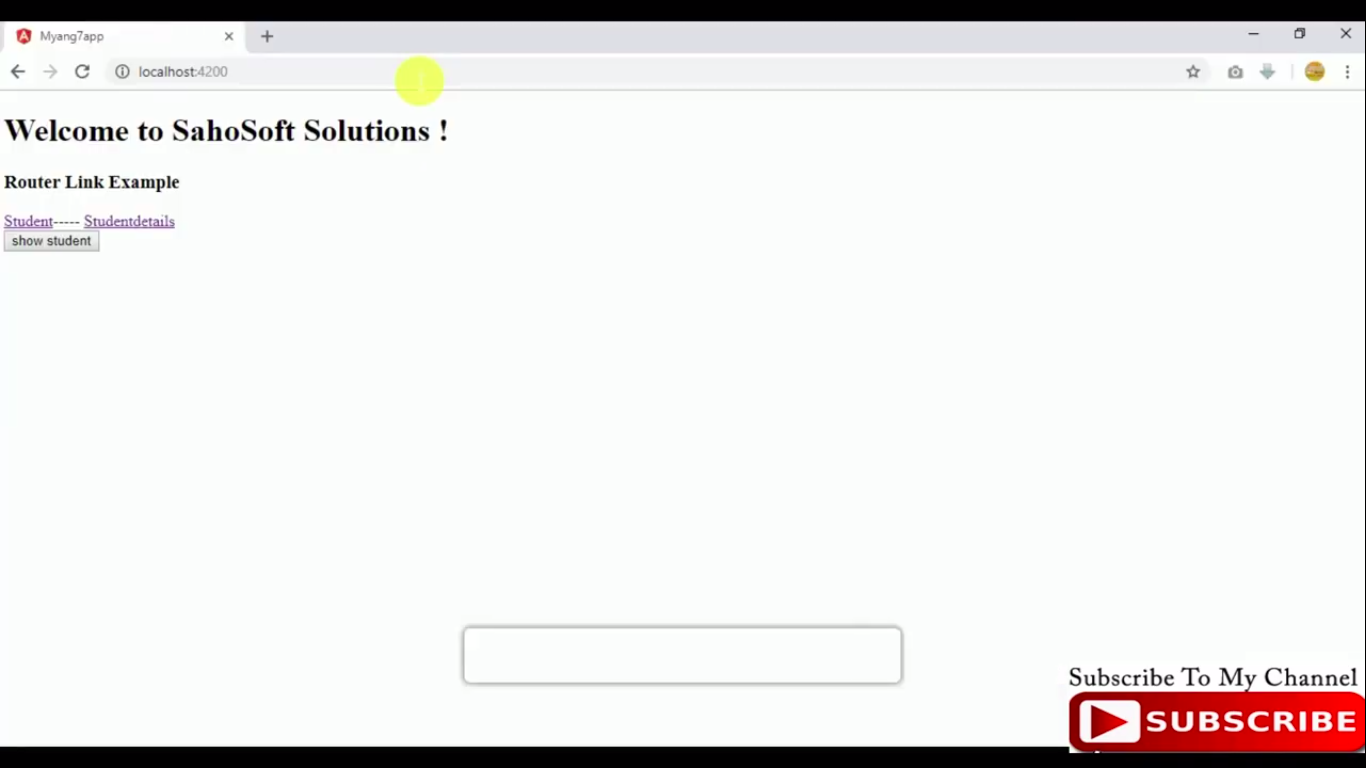 Myang7app
localhost:4200
Welcome to SahoSoft Solutions !
Router Link Example
Student----- Studentdetails
show student
Subscribe To My Channel
SUBSCRIBE